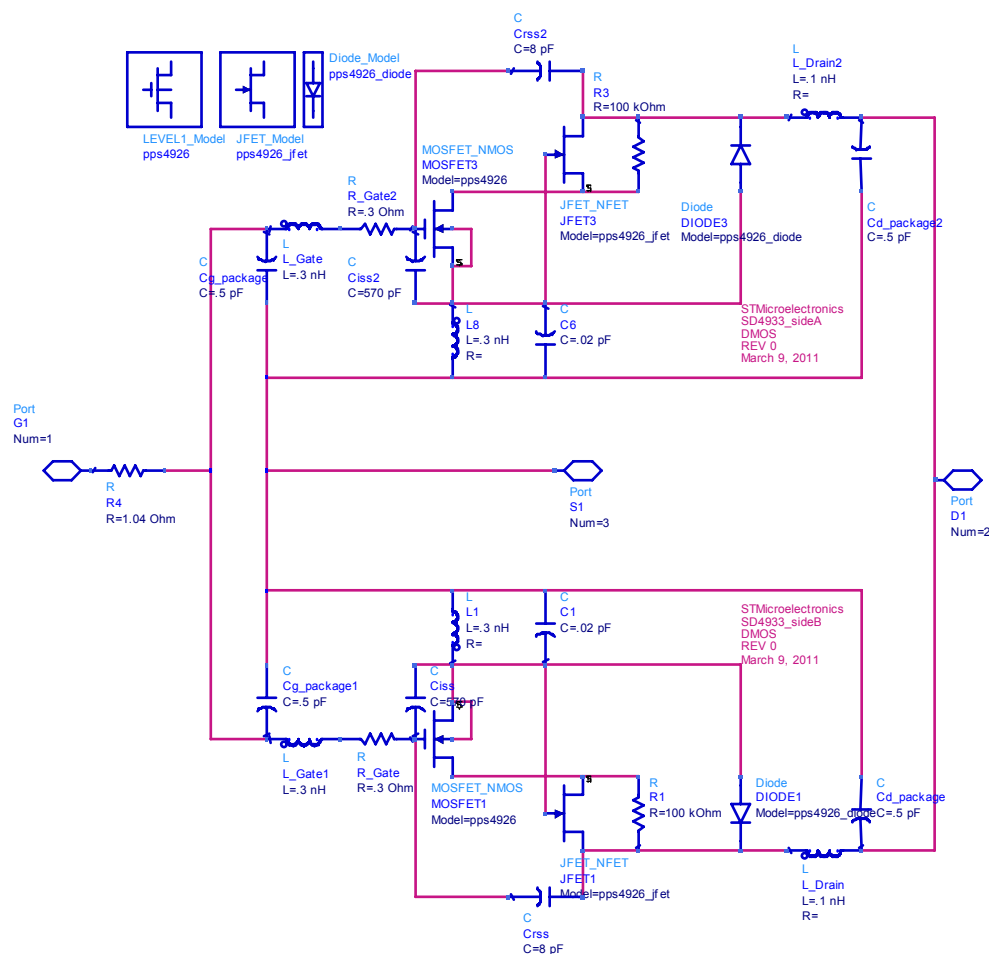 C
Crss2
C=8 pF
Diode_Model
pps4926_diode
L
L_Drain2
L=.1 nH
R=
R
R3
R=100 kOhm
LEVEL1_Model
pps4926
JFET_Model
pps4926_jfet
MOSFET_NMOS
MOSFET3
Model=pps4926
R
R_Gate2
R=.3 Ohm
JFET_NFET
JFET3
Model=pps4926_jfet
Diode
DIODE3
Model=pps4926_diode
C
Cd_package2
C=.5 pF
L
L_Gate
L=.3 nH
C
Cg_package
C=.5 pF
C
Ciss2
C=570 pF
L
L8
L=.3 nH
R=
C
C6
C=.02 pF
STMicroelectronics
SD4933_sideA
DMOS
REV 0
March 9, 2011
Port
G1
Num=1
R
R4
R=1.04 Ohm
Port
S1
Num=3
Port
D1
Num=2
L
L1
L=.3 nH
R=
C
C1
C=.02 pF
STMicroelectronics
SD4933_sideB
DMOS
REV 0
March 9, 2011
C
Cg_package1
C=.5 pF
C
Ciss
C=570 pF
L
L_Gate1
L=.3 nH
R
R_Gate
R=.3 Ohm
MOSFET_NMOS
MOSFET1
Model=pps4926
R
R1
R=100 kOhm
Diode
DIODE1
Model=pps4926_diode
C
Cd_package
C=.5 pF
JFET_NFET
JFET1
Model=pps4926_jfet
L
L_Drain
L=.1 nH
R=
C
Crss
C=8 pF